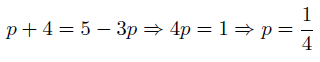 p + 4 = 5 − 3p ⇒ 4p = 1 ⇒ p = 1/4